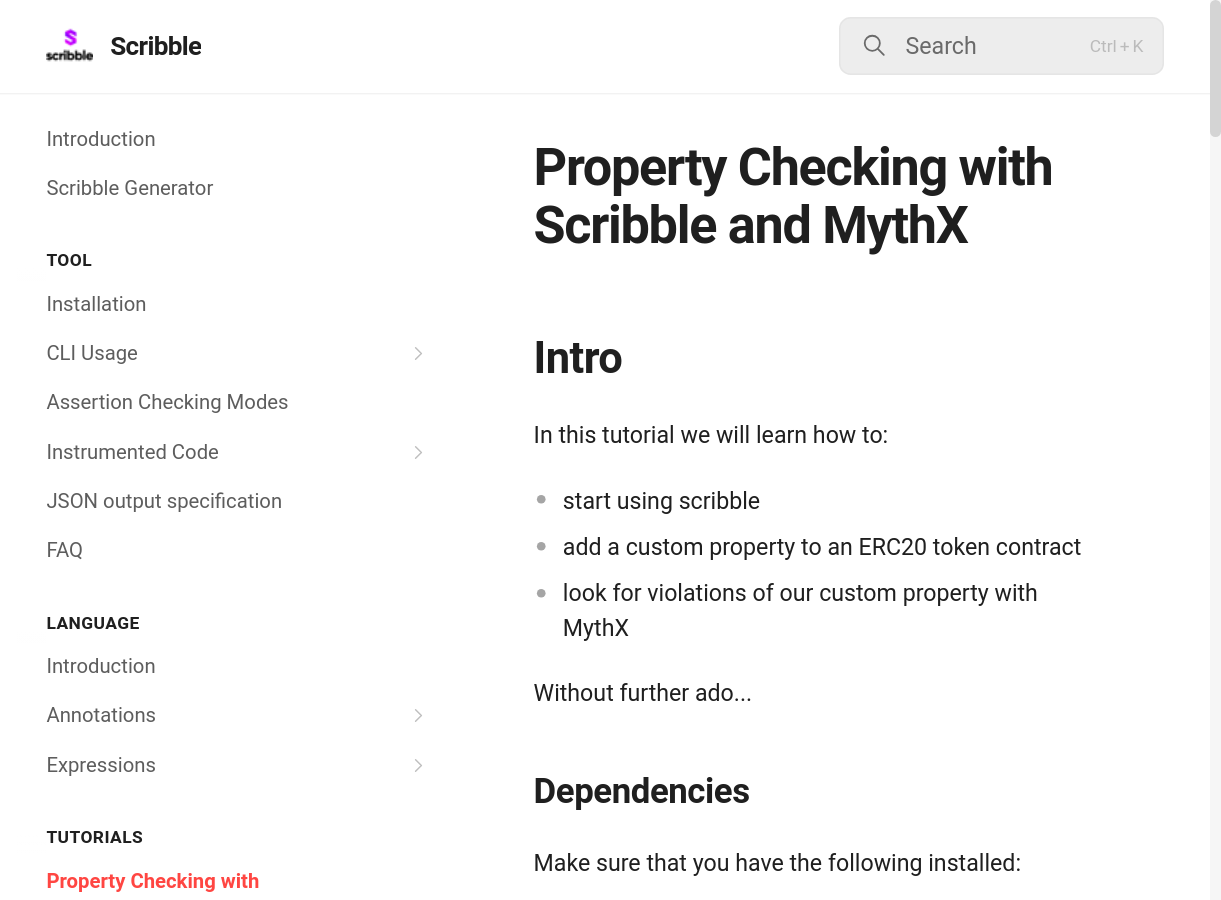 scribble
Scribble
Search
Ctrl + K
Introduction
Scribble Generator
TOOL
Installation
CLI Usage
Assertion Checking Modes
Instrumented Code
JSON output specification
FAQ
LANGUAGE
Introduction
Annotations
Expressions
TUTORIALS
Property Checking with
Property Checking with
Scribble and MythX
Intro
In this tutorial we will learn how to:
start using scribble
add a custom property to an ERC20 token contract
look for violations of our custom property with
MythX
Without further ado...
Dependencies
Make sure that you have the following installed: